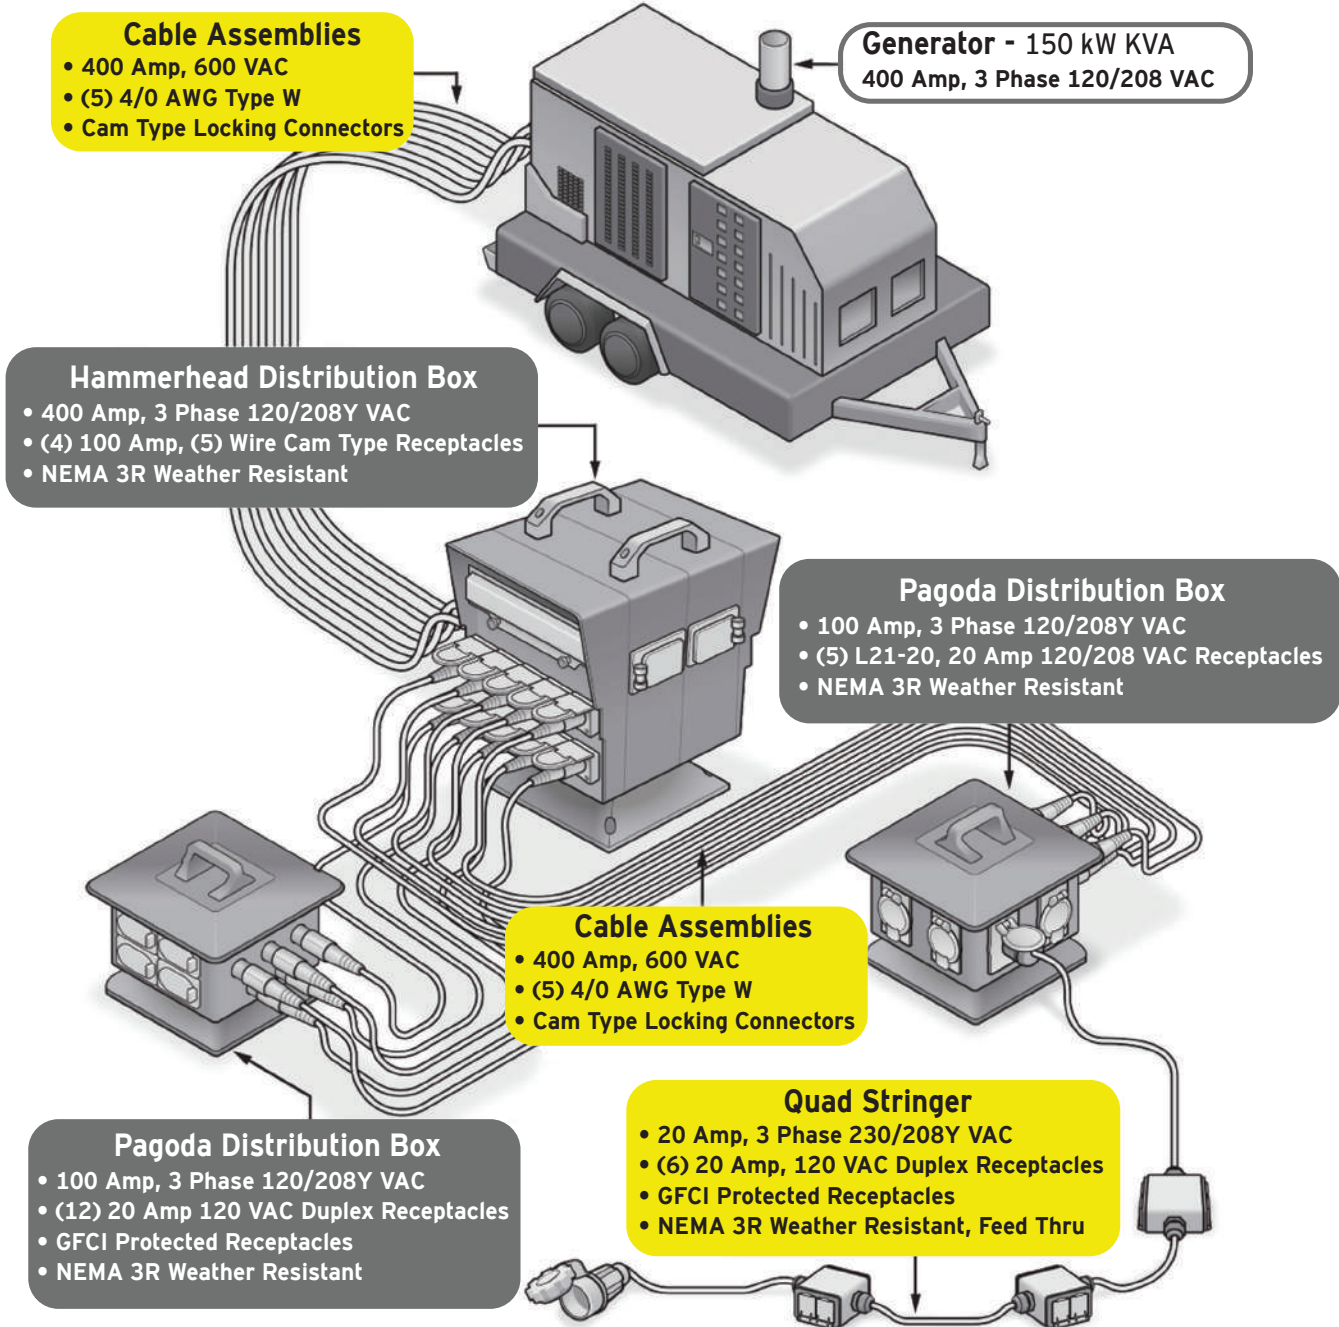 Cable Assemblies
• 400 Amp, 600 VAC
• (5) 4/0 AWG Type W
• Cam Type Locking Connectors
Generator - 150 kW KVA
400 Amp, 3 Phase 120/208 VAC
Hammerhead Distribution Box
• 400 Amp, 3 Phase 120/208Y VAC
• (4) 100 Amp, (5) Wire Cam Type Receptacles
• NEMA 3R Weather Resistant
Pagoda Distribution Box
• 100 Amp, 3 Phase 120/208Y VAC
• (5) L21-20, 20 Amp 120/208 VAC Receptacles
• NEMA 3R Weather Resistant
Cable Assemblies
• 400 Amp, 600 VAC
• (5) 4/0 AWG Type W
• Cam Type Locking Connectors
Quad Stringer
• 20 Amp, 3 Phase 230/208Y VAC
• (6) 20 Amp, 120 VAC Duplex Receptacles
• GFCI Protected Receptacles
• NEMA 3R Weather Resistant, Feed Thru
Pagoda Distribution Box
• 100 Amp, 3 Phase 120/208Y VAC
• (12) 20 Amp 120 VAC Duplex Receptacles
• GFCI Protected Receptacles
• NEMA 3R Weather Resistant